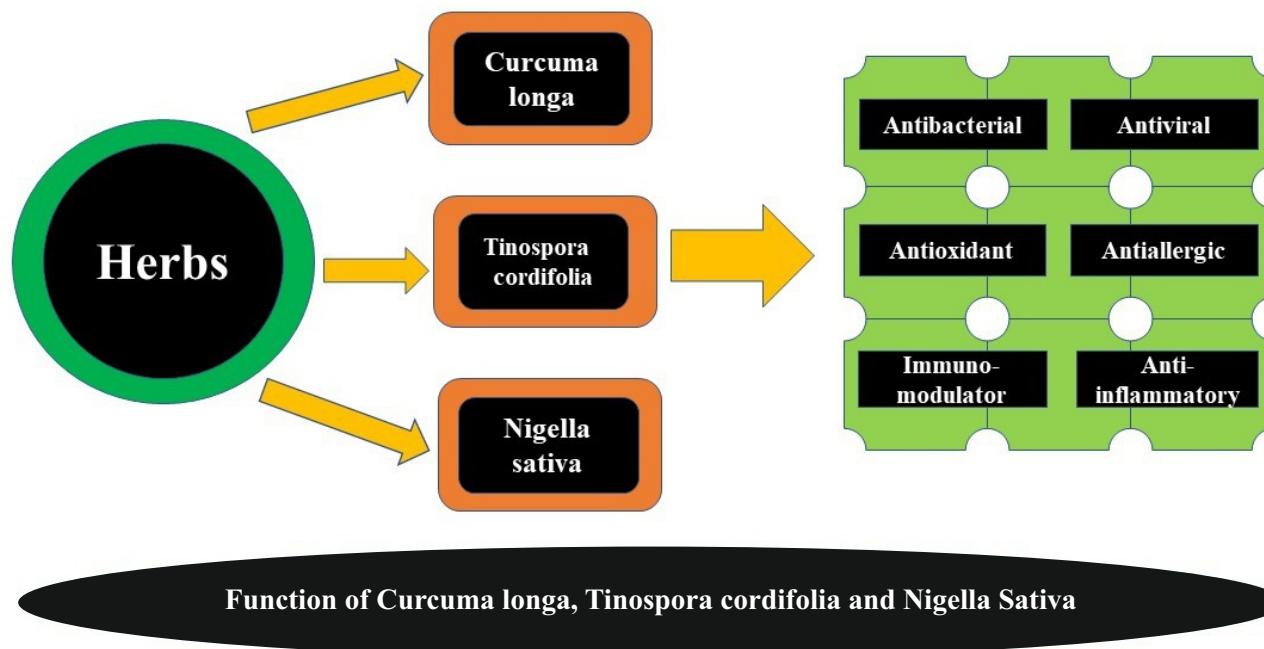 Herbs
Curcuma
longa
Tinospora
cordifolia
Nigella
sativa
Antibacterial
Antiviral
Antioxidant
Antiallergic
Immuno-
modulator
Anti-
inflammatory
Function of Curcuma longa, Tinospora cordifolia and Nigella Sativa